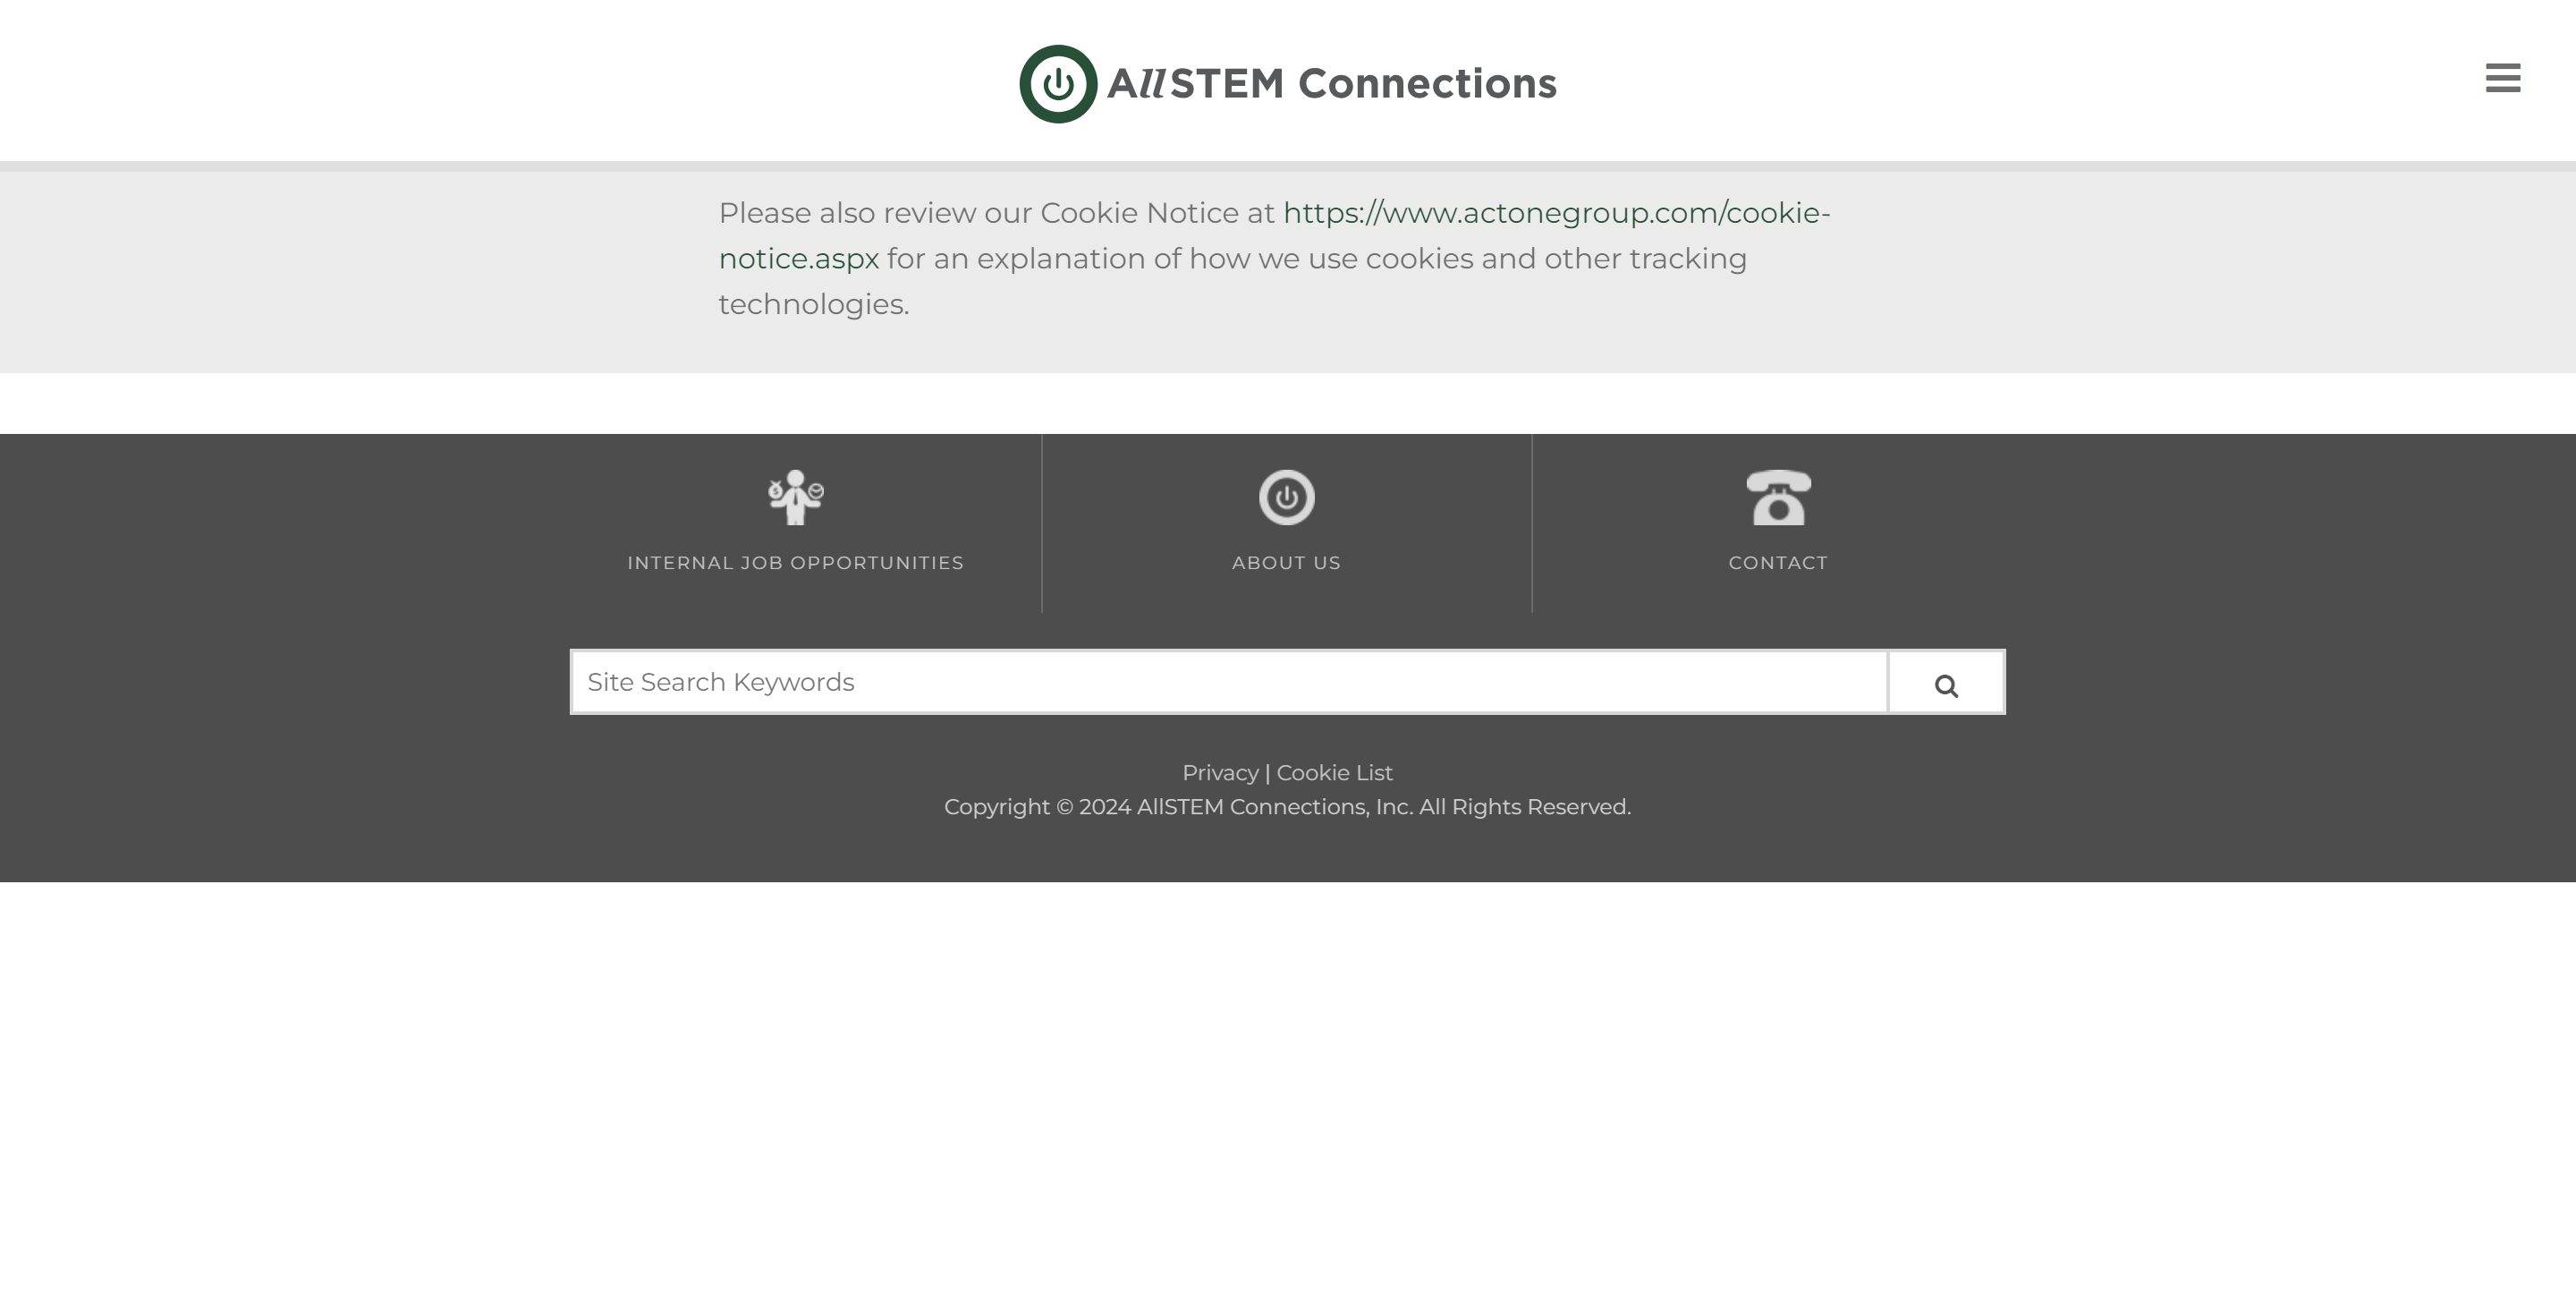 AllSTEM Connections
Please also review our Cookie Notice at https://www.actonegroup.com/cookie-
notice.aspx for an explanation of how we use cookies and other tracking
technologies.
INTERNAL JOB OPPORTUNITIES
ABOUT US
CONTACT
Site Search Keywords
Privacy | Cookie List
Copyright © 2024 AllSTEM Connections, Inc. All Rights Reserved.